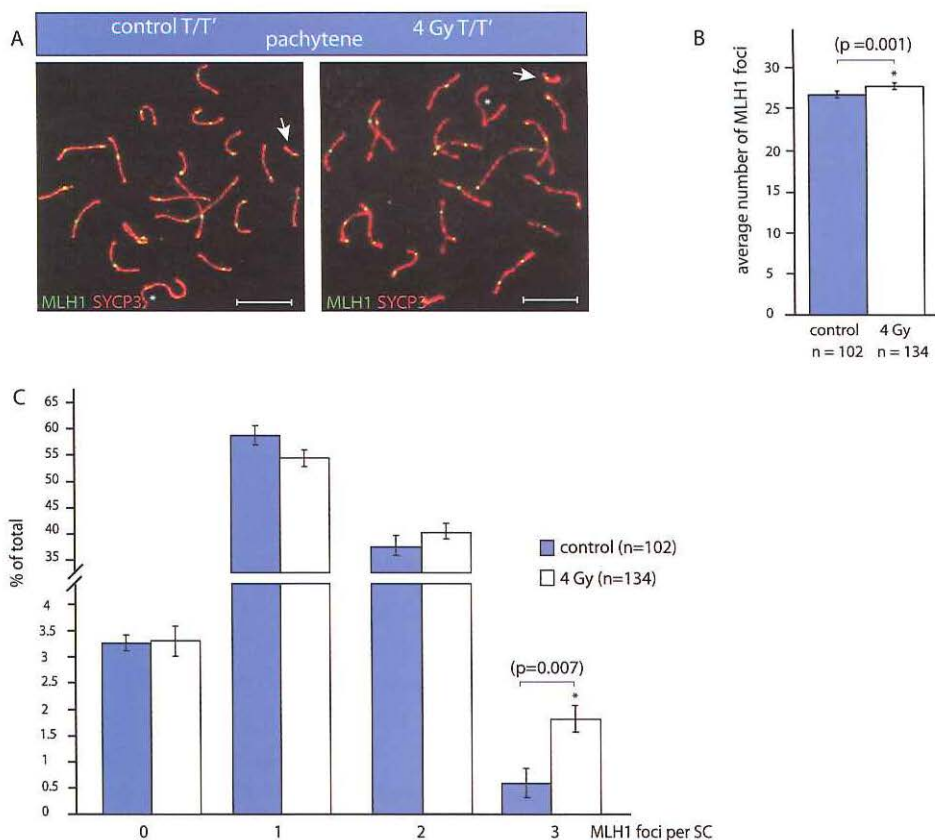 A
control T/T'
4 Gy T/T'
pachytene
*
*
MLH1 SYCP3
MLH1 SYCP3
B
(p =0.001)
*
average number of MLH1 foci
30
25
20
15
10
5
0
control
4 Gy
n = 102
n = 134
C
% of total
65
60
55
50
45
40
35
4
3.5
3
2.5
2
1.5
1
0.5
0
control (n=102)
4 Gy (n=134)
(p=0.007)
*
0
1
2
3
MLH1 foci per SC